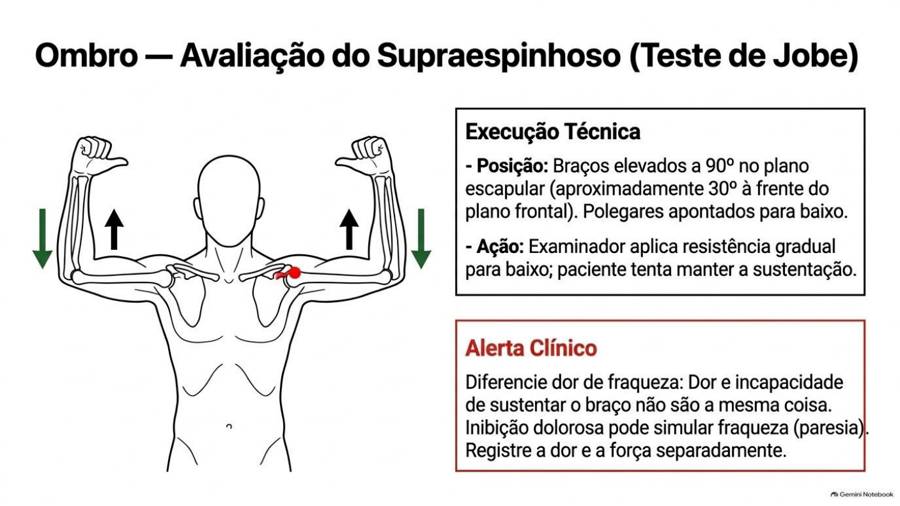 Ombro — Avaliação do Supraespinhoso (Teste de Jobe)
Execução Técnica
- Posição: Braços elevados a 90º no plano
escapular (aproximadamente 30º à frente do
plano frontal). Polegares apontados para baixo.
- Ação: Examinador aplica resistência gradual
para baixo; paciente tenta manter a sustentação.
Alerta Clínico
Diferencie dor de fraqueza: Dor e incapacidade
de sustentar o braço não são a mesma coisa.
Inibição dolorosa pode simular fraqueza (paresia).
Registre a dor e a força separadamente.
Gemini Notebook